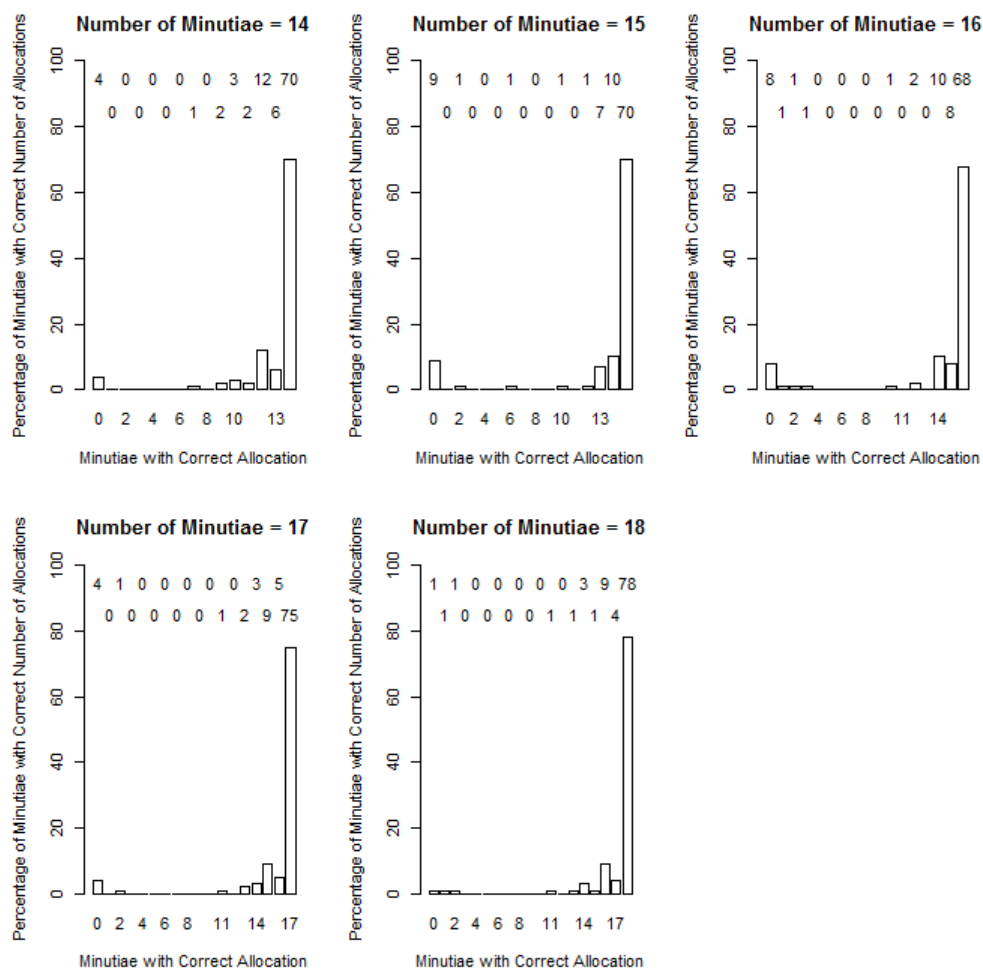 Number of Minutiae = 14
Percentage of Minutiae with Correct Number of Allocations
100
80
60
40
20
0
4 0 0 0 0 3 12 70
0 0 0 1 2 2 6
0 2 4 6 8 10 13
Minutiae with Correct Allocation
Number of Minutiae = 15
Percentage of Minutiae with Correct Number of Allocations
100
80
60
40
20
0
9 1 0 1 0 1 1 10
0 0 0 0 0 0 7 70
0 2 4 6 8 10 13
Minutiae with Correct Allocation
Number of Minutiae = 16
Percentage of Minutiae with Correct Number of Allocations
100
80
60
40
20
0
8 1 0 0 0 1 2 10 68
1 1 0 0 0 0 0 8
0 2 4 6 8 11 14
Minutiae with Correct Allocation
Number of Minutiae = 17
Percentage of Minutiae with Correct Number of Allocations
100
80
60
40
20
0
4 1 0 0 0 0 0 3 5
0 0 0 0 0 1 2 9 75
0 2 4 6 8 11 14 17
Minutiae with Correct Allocation
Number of Minutiae = 18
Percentage of Minutiae with Correct Number of Allocations
100
80
60
40
20
0
1 1 0 0 0 0 0 3 9 78
1 0 0 0 0 1 1 1 4
0 2 4 6 8 11 14 17
Minutiae with Correct Allocation